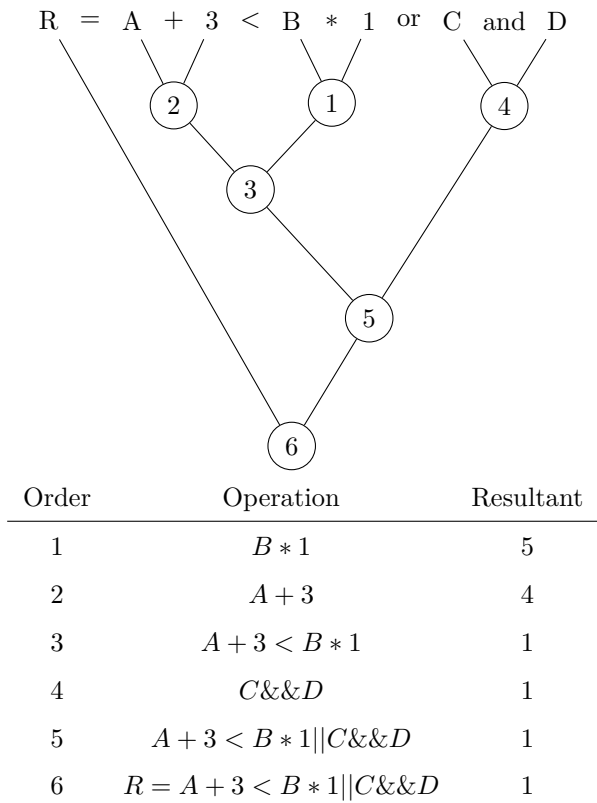 R = A + 3 < B * 1 or C and D
2
1
4
3
5
6
Order Operation Resultant
1 B * 1 5
2 A + 3 4
3 A + 3 < B * 1 1
4 C&&D 1
5 A + 3 < B * 1||C&&D 1
6 R = A + 3 < B * 1||C&&D 1